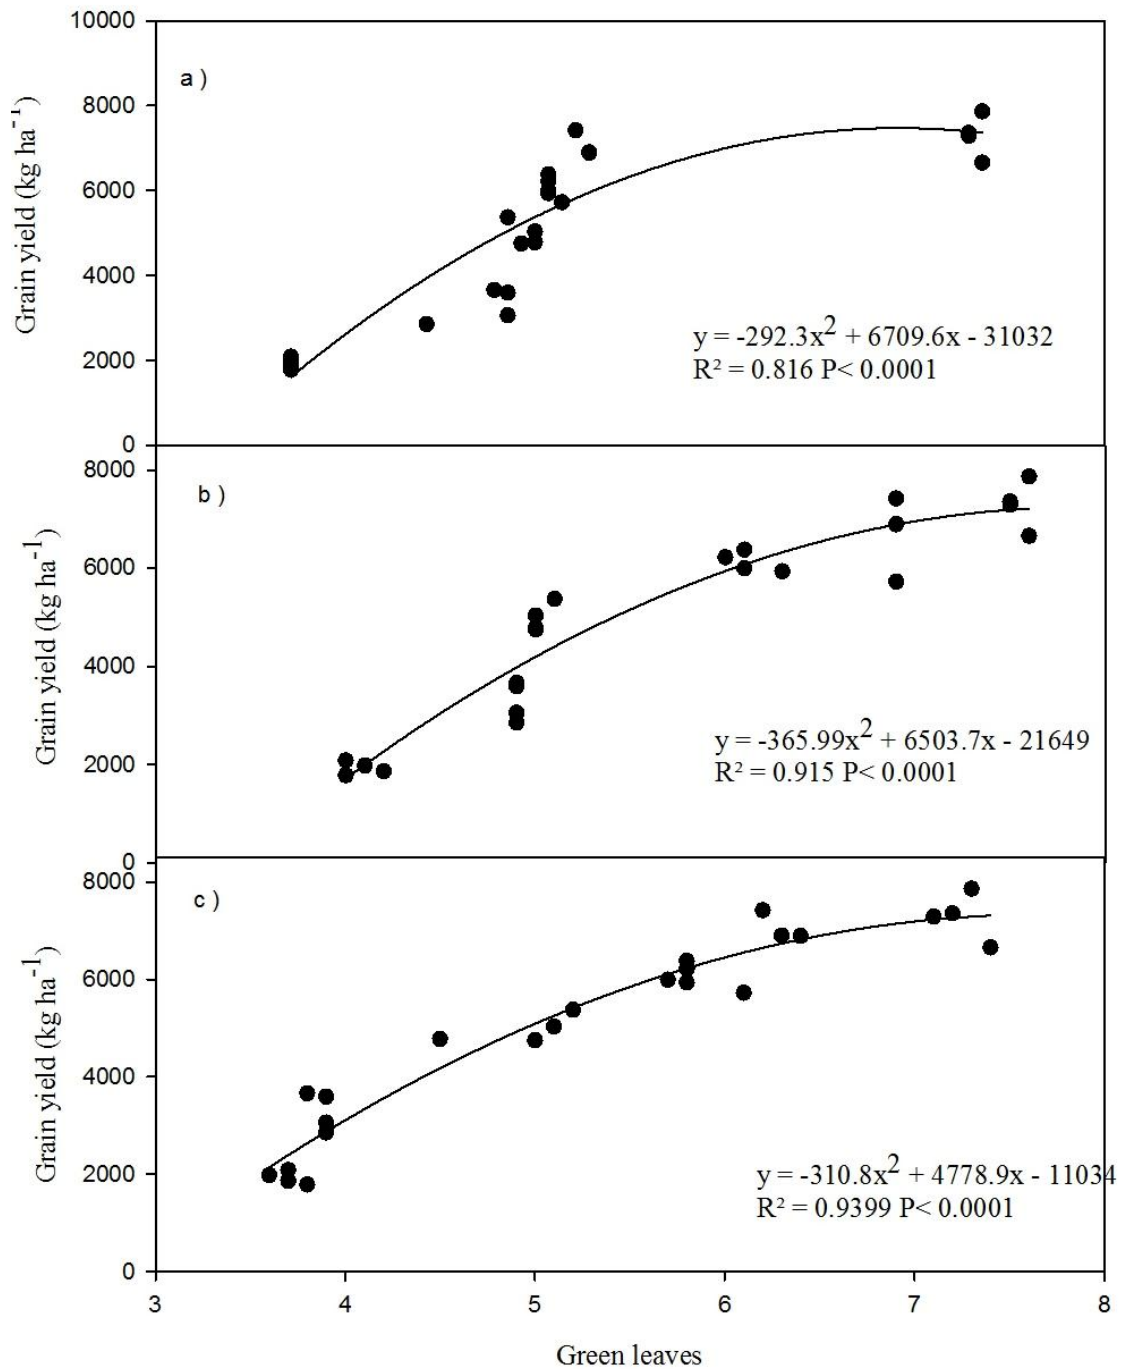 10000
a )
8000
6000
4000
2000
0
Grain yield (kg ha⁻¹)
y = -292.3x² + 6709.6x - 31032
R² = 0.816 P< 0.0001
8000
b )
6000
4000
2000
0
Grain yield (kg ha⁻¹)
y = -365.99x² + 6503.7x - 21649
R² = 0.915 P< 0.0001
8000
c )
6000
4000
2000
0
Grain yield (kg ha⁻¹)
y = -310.8x² + 4778.9x - 11034
R² = 0.9399 P< 0.0001
3 4 5 6 7 8
Green leaves